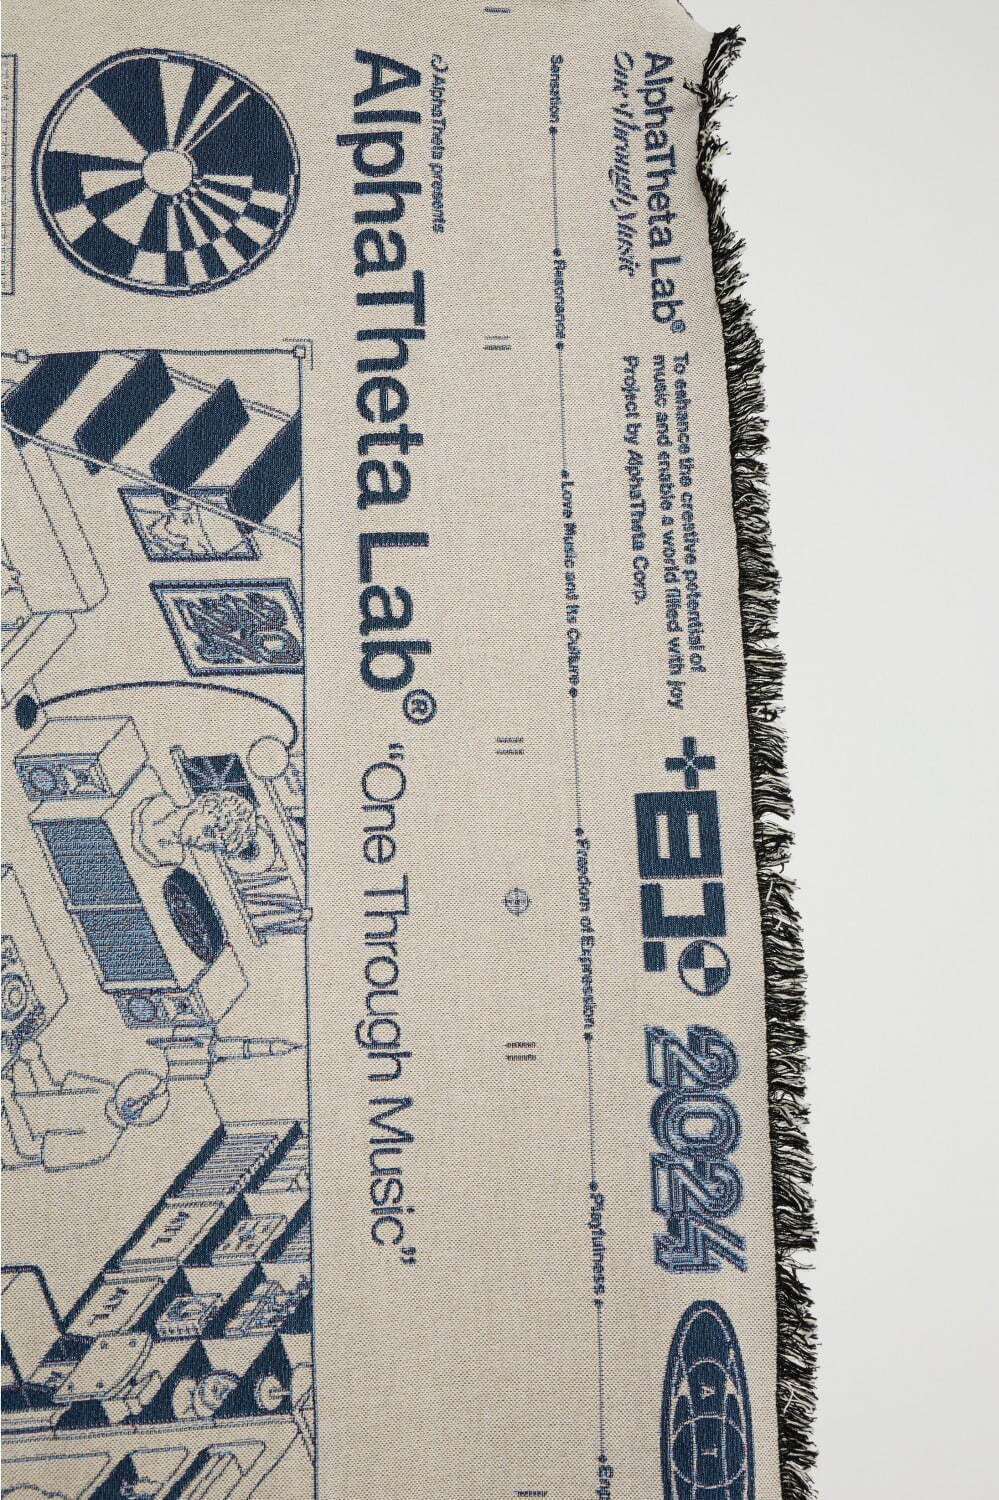 AlphaTheta Lab®
One Through Music
To enhance the creative potential of
music and enable a world filled with joy
Project by AlphaTheta Corp.
2024
Sensation
Resonance
Love Music and Its Culture
Freedom of Expression
Playfulness
AlphaTheta presents
AlphaTheta Lab® “One Through Music”
A
T